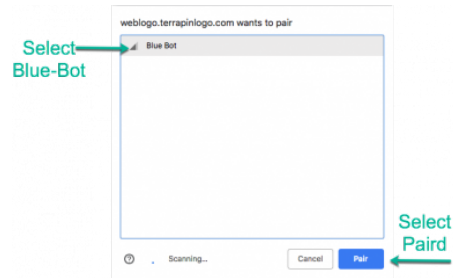 weblogo.terrapinlogo.com wants to pair
Select
Blue-Bot
Blue Bot
Select
Paird
Scanning...
Cancel
Pair